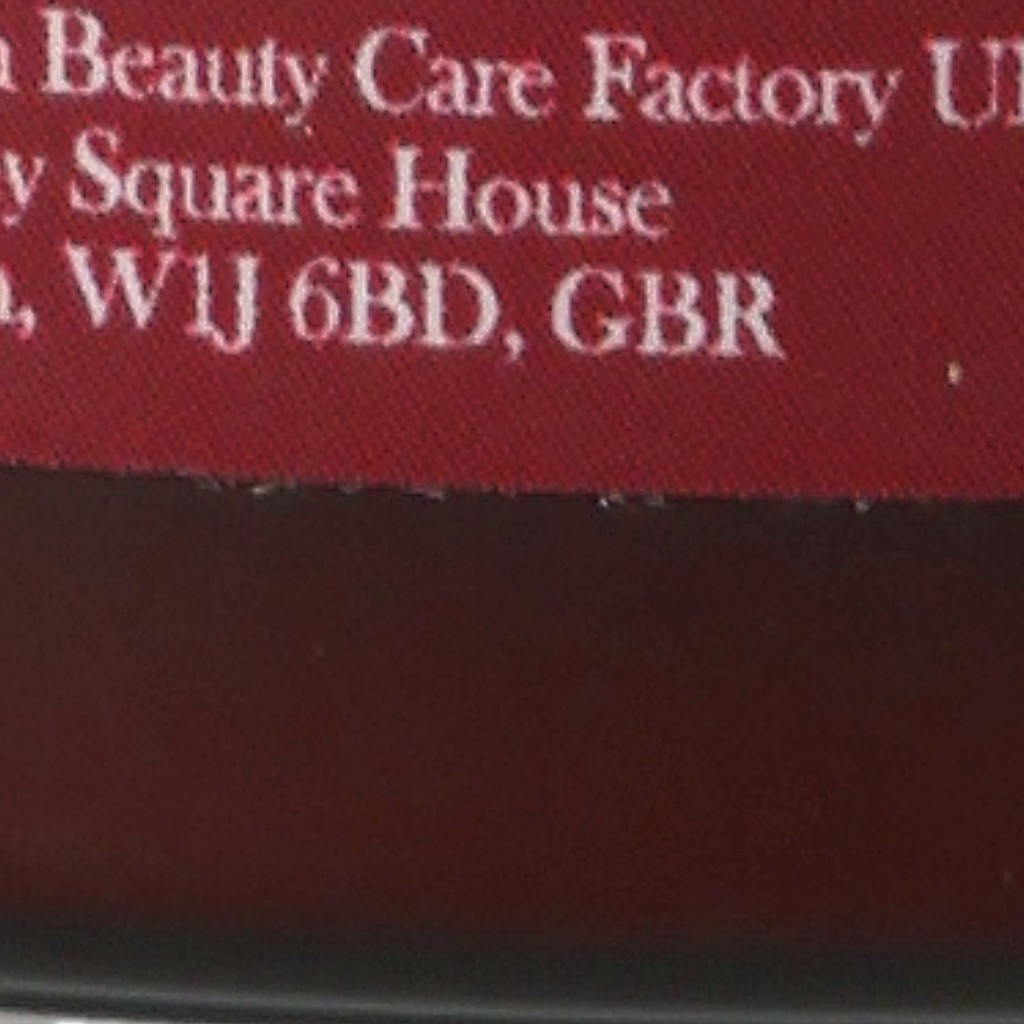 Beauty Care Factory
Square House
W1J 6BD, GBR